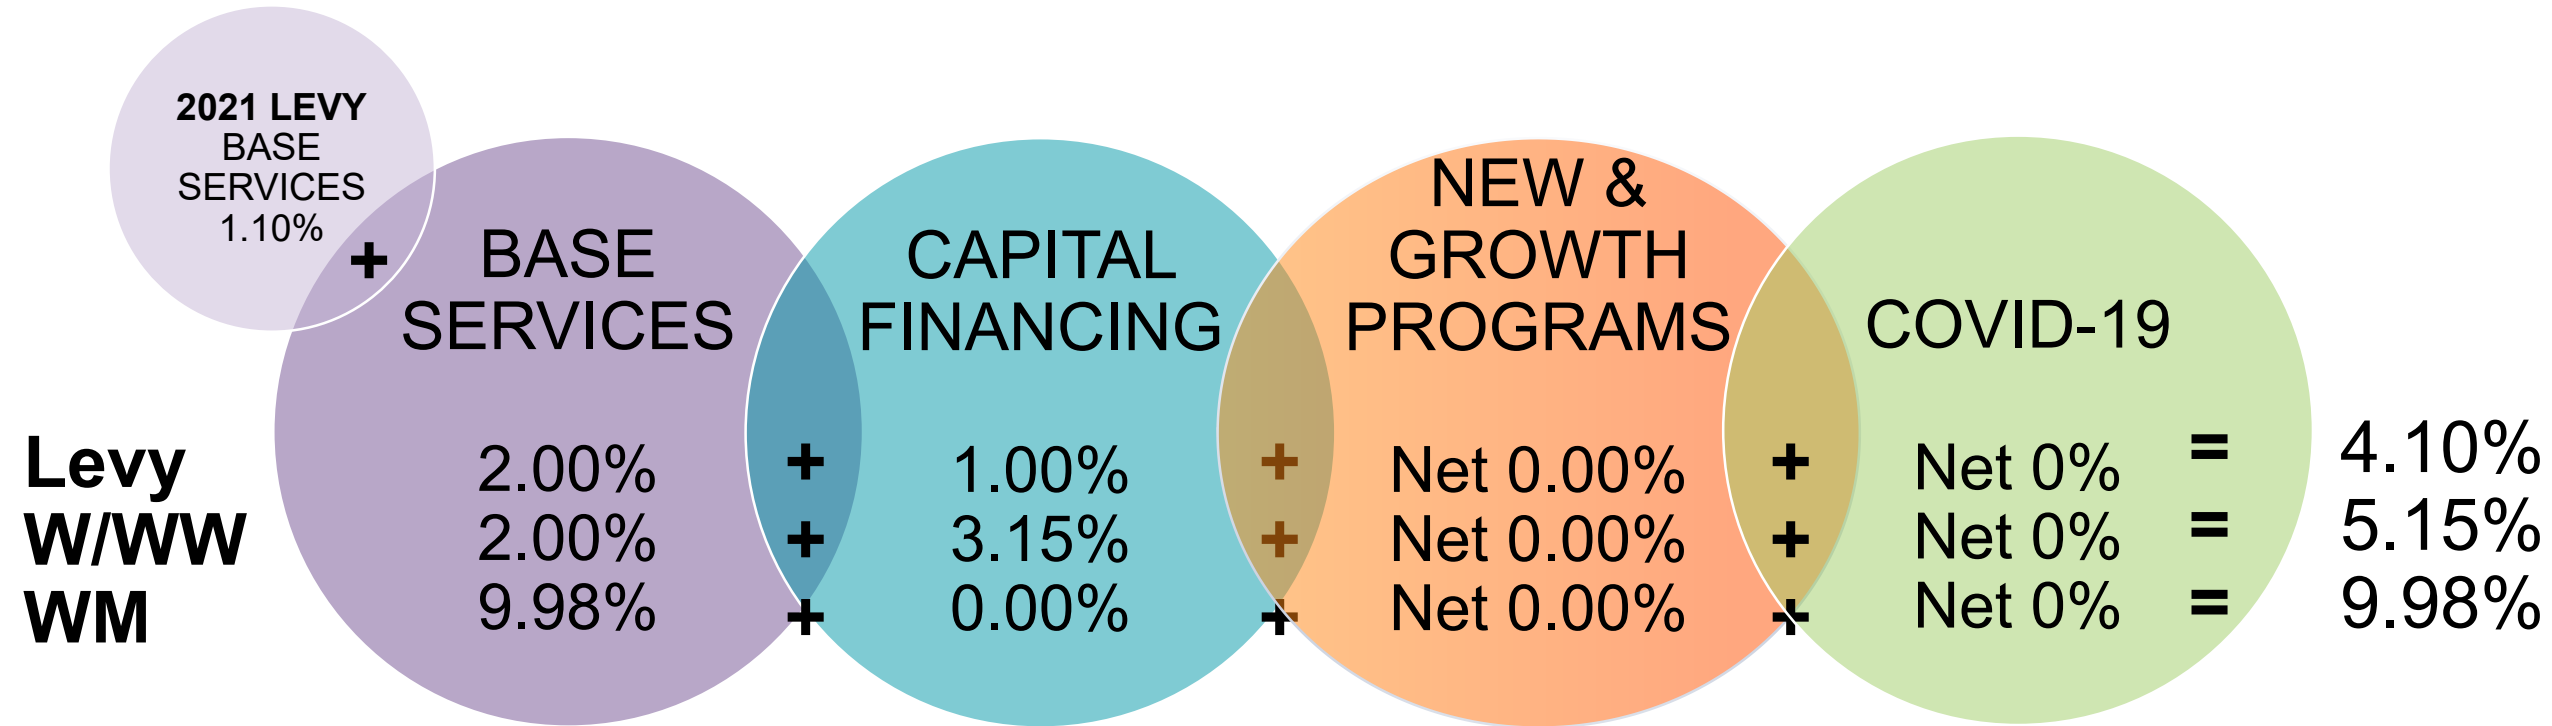 2021 LEVY
BASE
SERVICES
1.10%
+
BASE
SERVICES
CAPITAL
FINANCING
NEW &
GROWTH
PROGRAMS
COVID-19
Levy 2.00% + 1.00% + Net 0.00% + Net 0% = 4.10%
W/WW 2.00% + 3.15% + Net 0.00% + Net 0% = 5.15%
WM 9.98% + 0.00% + Net 0.00% + Net 0% = 9.98%